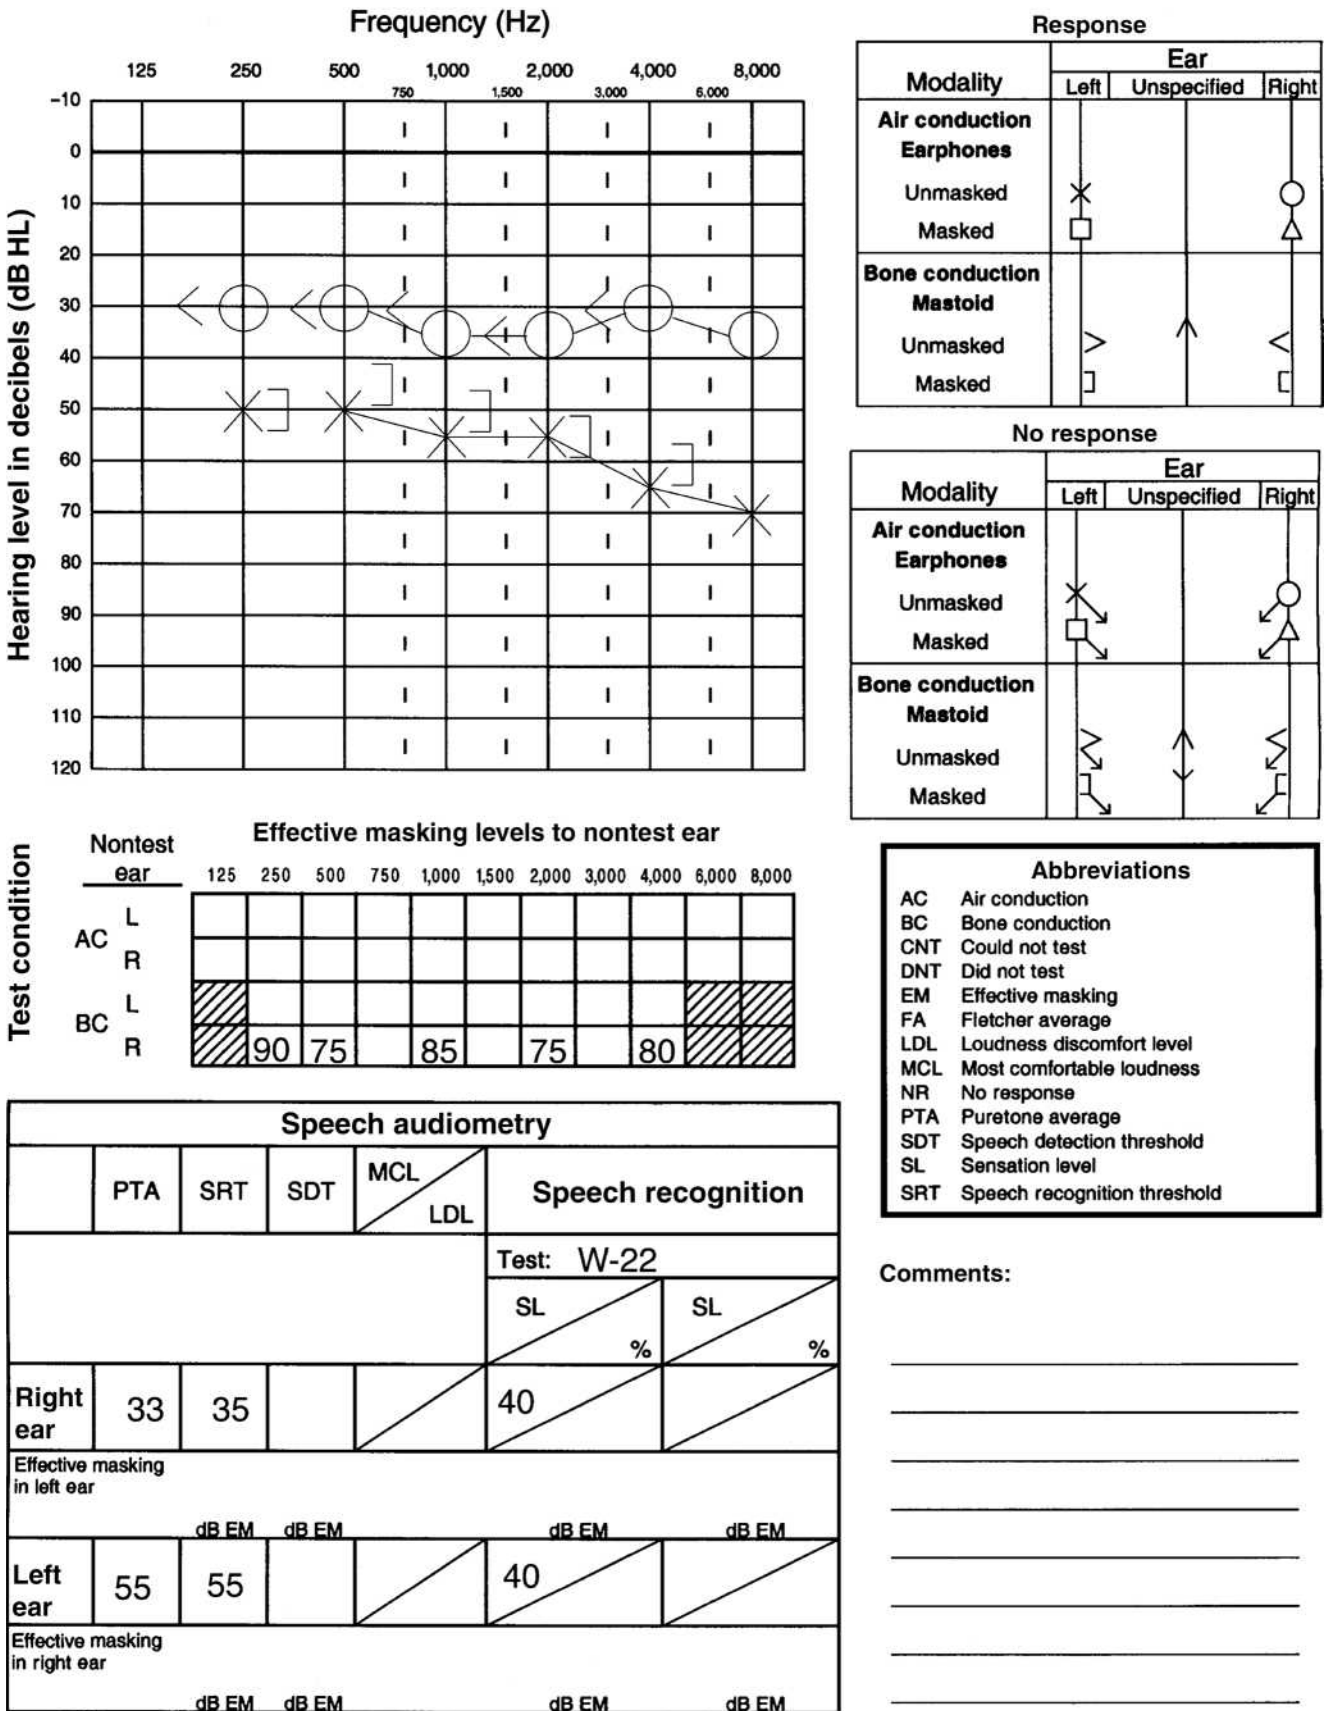 Frequency (Hz)
125 250 500 1,000 2,000 4,000 8,000
750 1,500 3,000 6,000
Hearing level in decibels (dB HL)
–10
0
10
20
30
40
50
60
70
80
90
100
110
120
Response
Modality
Ear
Left Unspecified Right
Air conduction
Earphones
Unmasked
Masked
Bone conduction
Mastoid
Unmasked
Masked
No response
Modality
Ear
Left Unspecified Right
Air conduction
Earphones
Unmasked
Masked
Bone conduction
Mastoid
Unmasked
Masked
Test condition
Nontest
ear
Effective masking levels to nontest ear
125 250 500 750 1,000 1,500 2,000 3,000 4,000 6,000 8,000
AC
L
R
BC
L
R 90 75 85 75 80
Abbreviations
AC Air conduction
BC Bone conduction
CNT Could not test
DNT Did not test
EM Effective masking
FA Fletcher average
LDL Loudness discomfort level
MCL Most comfortable loudness
NR No response
PTA Puretone average
SDT Speech detection threshold
SL Sensation level
SRT Speech recognition threshold
Speech audiometry
PTA SRT SDT MCL LDL Speech recognition
Test: W-22
SL % SL %
Right
ear
33 35 40
Effective masking
in left ear
dB EM dB EM dB EM dB EM
Left
ear
55 55 40
Effective masking
in right ear
dB EM dB EM dB EM dB EM
Comments: